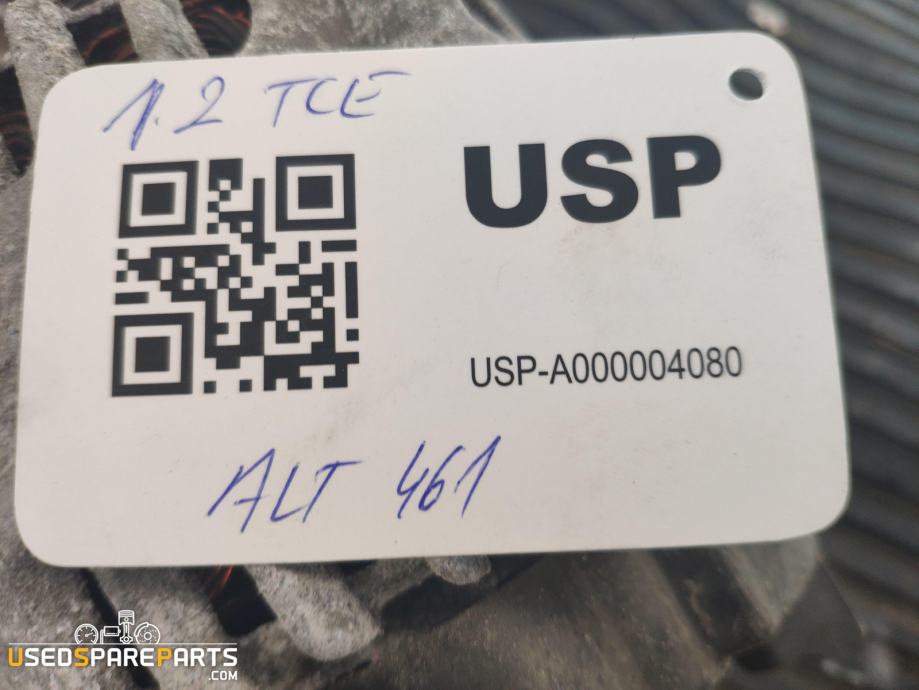 1.2 TCE
USP
USP-A000004080
ALT 461
USEDSPAREPARTS
.COM